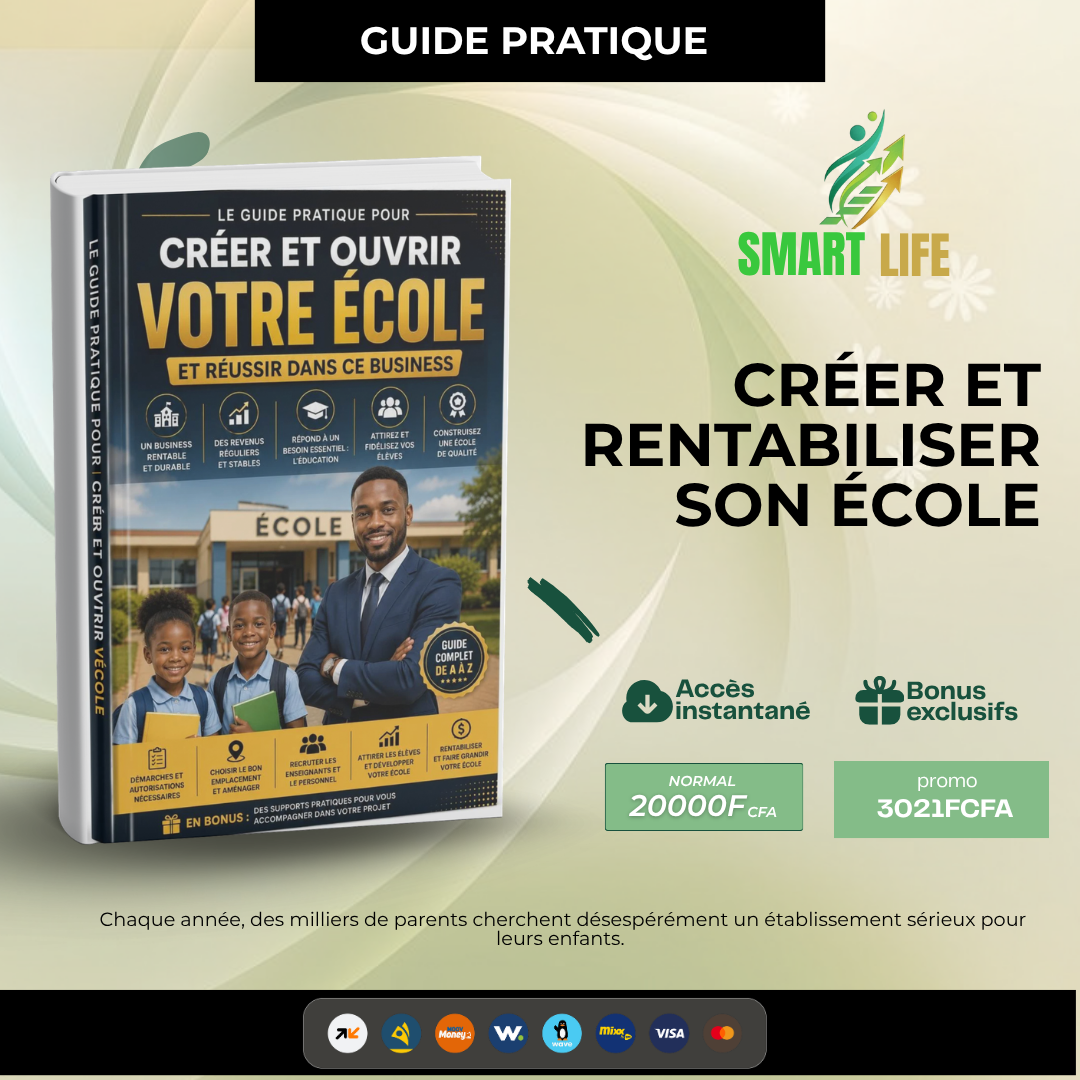 GUIDE PRATIQUE
LE GUIDE PRATIQUE POUR
CRÉER ET OUVRIR
VOTRE ÉCOLE
ET RÉUSSIR DANS CE BUSINESS
UN BUSINESS
RENTABLE
ET DURABLE
DES REVENUS
RÉGULIERS
ET STABLES
RÉPOND À UN
BESOIN ESSENTIEL :
L'ÉDUCATION
ATTIREZ ET
FIDÉLISEZ VOS
ÉLÈVES
CONSTRUISEZ
UNE ÉCOLE
DE QUALITÉ
ÉCOLE
GUIDE
COMPLET
DE A À Z
DÉMARCHES ET
AUTORISATIONS
NÉCESSAIRES
CHOISIR LE BON
EMPLACEMENT
ET AMÉNAGER
RECRUTER LES
ENSEIGNANTS ET
LE PERSONNEL
ATTIRER LES ÉLÈVES
ET DÉVELOPPER
VOTRE ÉCOLE
RENTABILISER
ET FAIRE GRANDIR
VOTRE ÉCOLE
EN BONUS :
DES SUPPORTS PRATIQUES POUR VOUS
ACCOMPAGNER DANS VOTRE PROJET
LE GUIDE PRATIQUE POUR | CRÉER ET OUVRIR VÉCOLE
SMART LIFE
CRÉER ET
RENTABILISER
SON ÉCOLE
Accès
instantané
Bonus
exclusifs
NORMAL
20000F CFA
promo
3021FCFA
Chaque année, des milliers de parents cherchent désespérément un établissement sérieux pour
leurs enfants.
Money
W.
wave
mixx
VISA